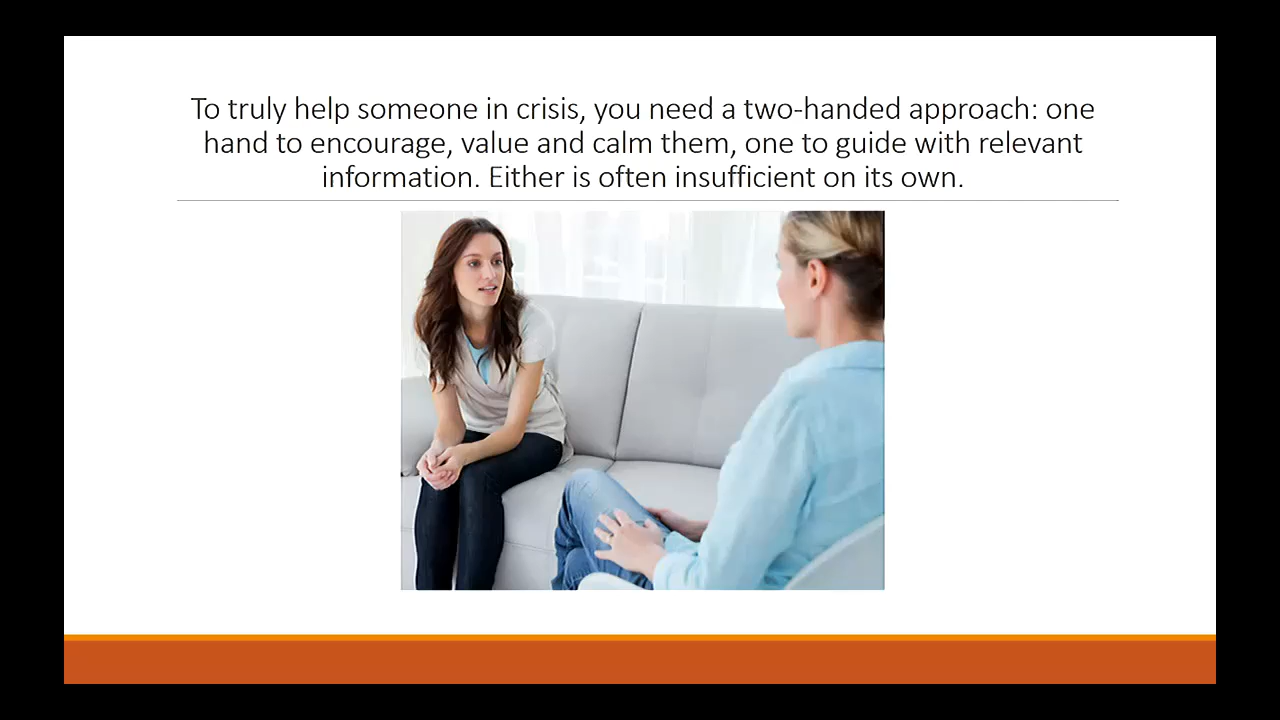 To truly help someone in crisis, you need a two-handed approach: one
hand to encourage, value and calm them, one to guide with relevant
information. Either is often insufficient on its own.